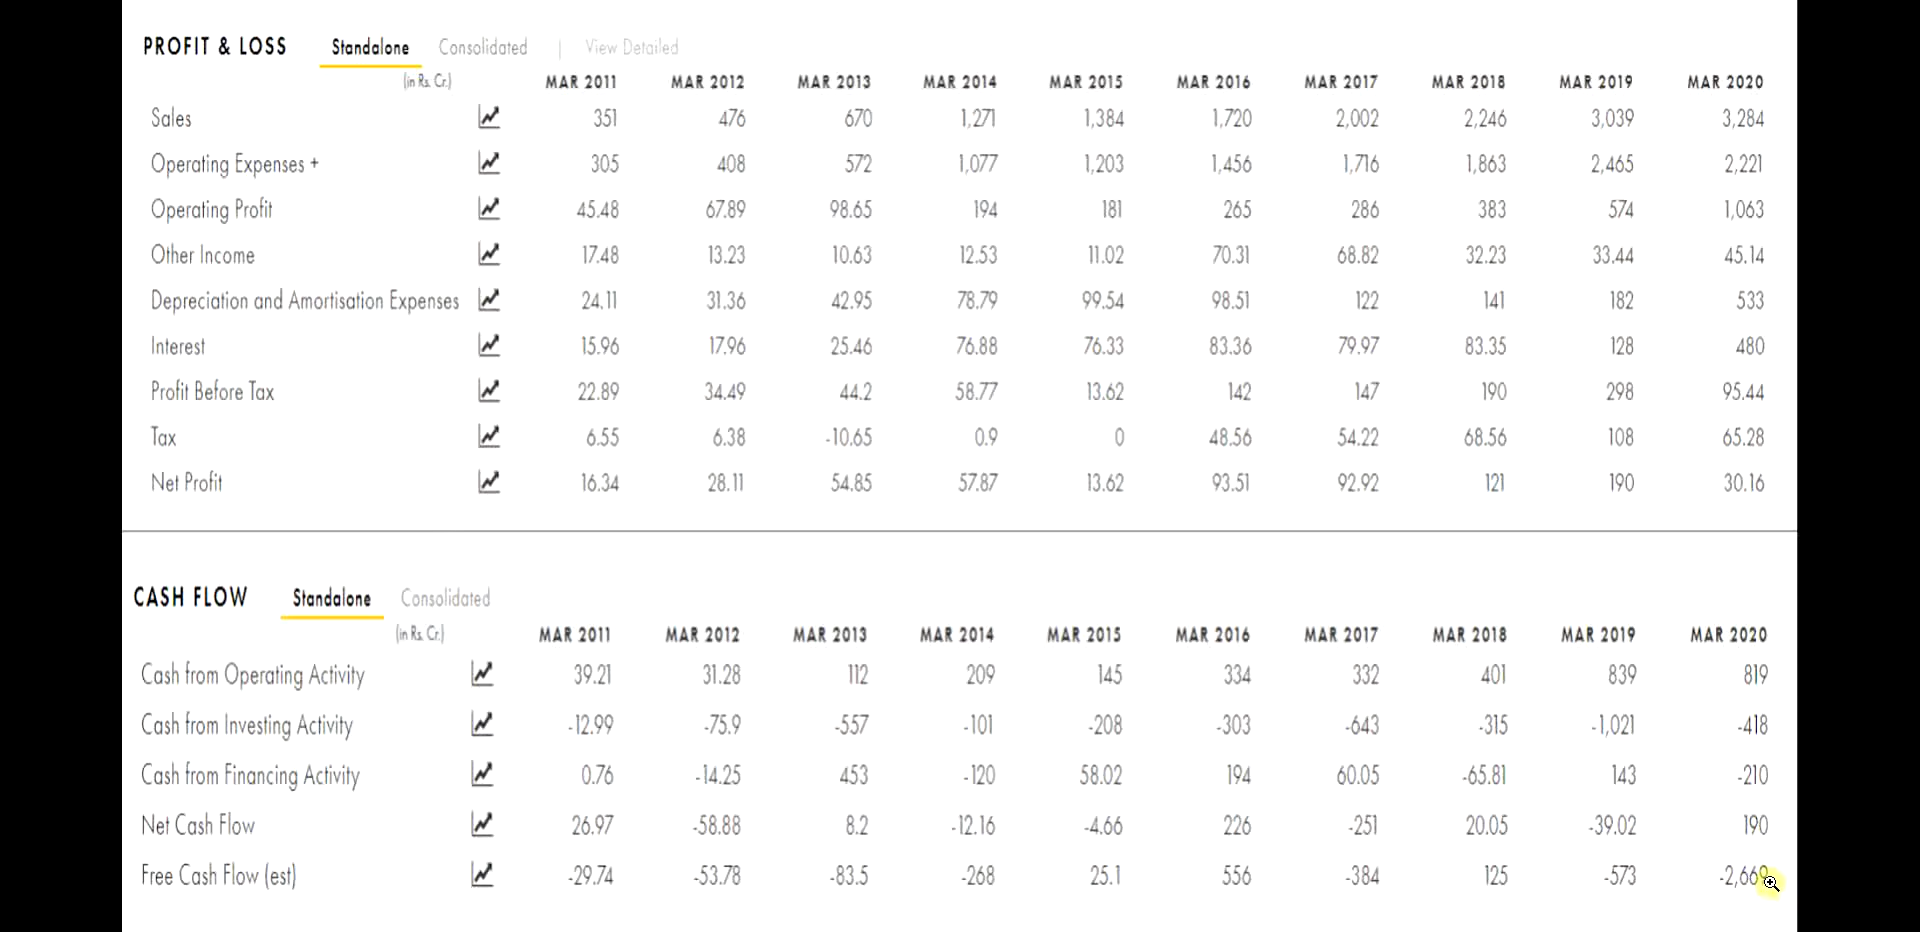 PROFIT & LOSS Standalone Consolidated | View Detailed
(in Rs. Cr.) MAR 2011 MAR 2012 MAR 2013 MAR 2014 MAR 2015 MAR 2016 MAR 2017 MAR 2018 MAR 2019 MAR 2020
Sales 351 476 670 1,271 1,384 1,720 2,002 2,246 3,039 3,284
Operating Expenses + 305 408 572 1,077 1,203 1,456 1,716 1,863 2,465 2,221
Operating Profit 45.48 67.89 98.65 194 181 265 286 383 574 1,063
Other Income 17.48 13.23 10.63 12.53 11.02 70.31 68.82 32.23 33.44 45.14
Depreciation and Amortisation Expenses 24.11 31.36 42.95 78.79 99.54 98.51 122 141 182 533
Interest 15.96 17.96 25.46 76.88 76.33 83.36 79.97 83.35 128 480
Profit Before Tax 22.89 34.49 44.2 58.77 13.62 142 147 190 298 95.44
Tax 6.55 6.38 -10.65 0.9 0 48.56 54.22 68.56 108 65.28
Net Profit 16.34 28.11 54.85 57.87 13.62 93.51 92.92 121 190 30.16
CASH FLOW Standalone Consolidated
(in Rs. Cr.) MAR 2011 MAR 2012 MAR 2013 MAR 2014 MAR 2015 MAR 2016 MAR 2017 MAR 2018 MAR 2019 MAR 2020
Cash from Operating Activity 39.21 31.28 112 209 145 334 332 401 839 819
Cash from Investing Activity -12.99 -75.9 -557 -101 -208 -303 -643 -315 -1,021 -418
Cash from Financing Activity 0.76 -14.25 453 -120 58.02 194 60.05 -65.81 143 -210
Net Cash Flow 26.97 -58.88 8.2 -12.16 -4.66 226 -251 20.05 -39.02 190
Free Cash Flow (est) -29.74 -53.78 -83.5 -268 25.1 556 -384 125 -573 -2,669